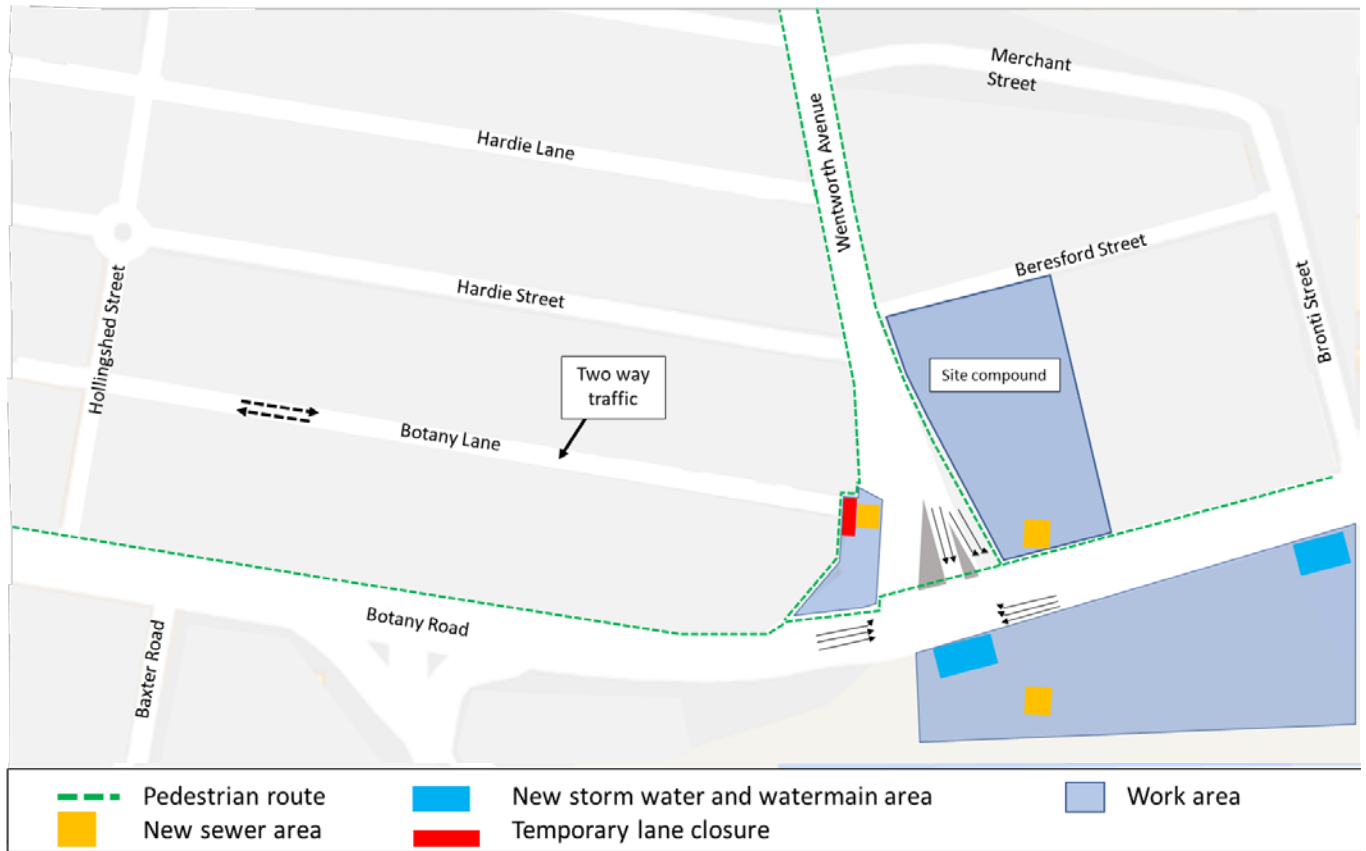 Merchant
Street
Wentworth Avenue
Hardie Lane
Beresford Street
Hardie Street
Hollingshed Street
Bronti Street
Two way
traffic
Site compound
Botany Lane
Botany Road
Baxter Road
Pedestrian route
New storm water and watermain area
Work area
New sewer area
Temporary lane closure